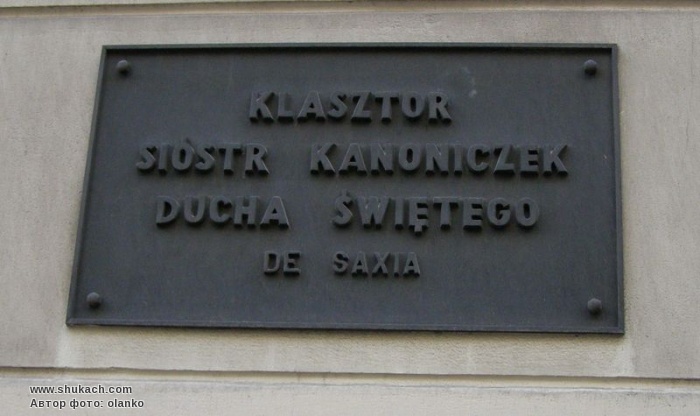 KLASZTOR
SIÓSTR KANONICZEK
DUCHA ŚWIĘTEGO
DE SAXIA
www.shukach.com
Автор фото: olanko